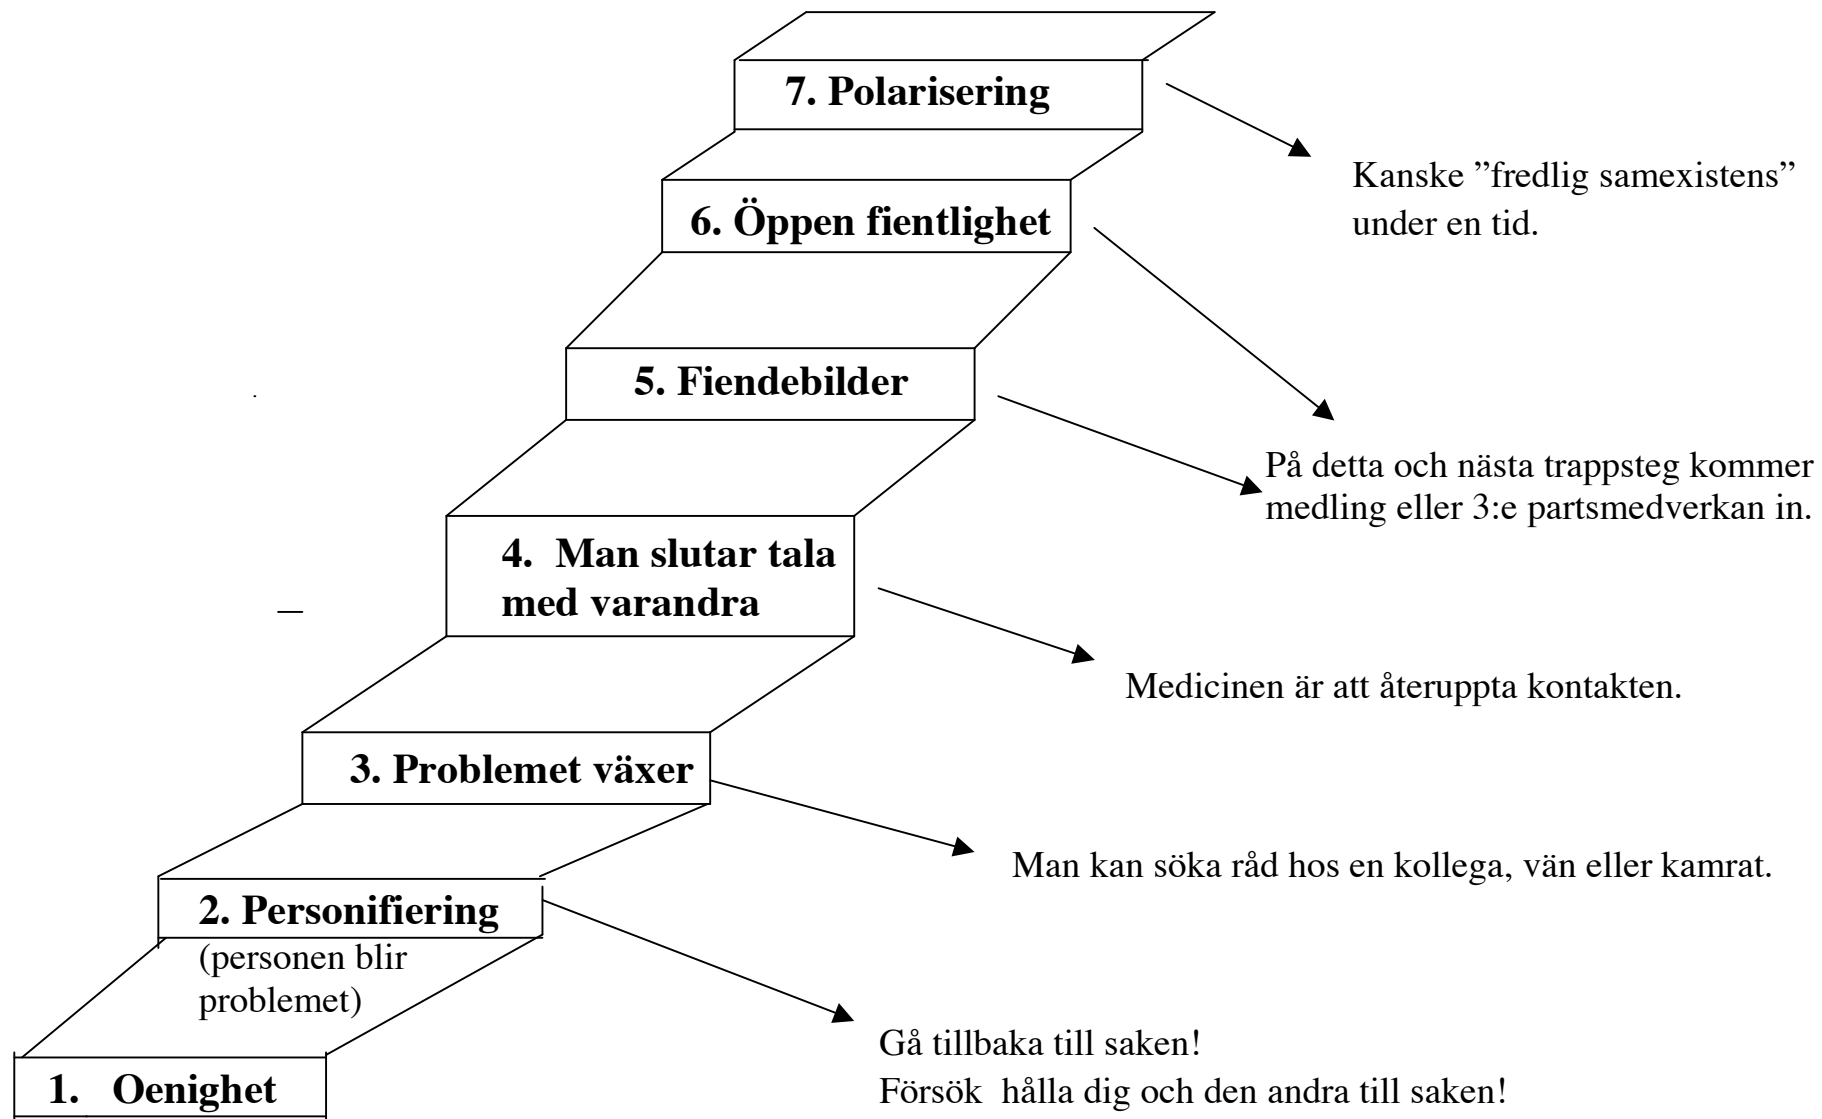 7. Polarisering
Kanske ”fredlig samexistens”
under en tid.
6. Öppen fientlighet
5. Fiendebilder
På detta och nästa trappsteg kommer
medling eller 3:e partsmedverkan in.
4.  Man slutar tala
med varandra
Medicinen är att återuppta kontakten.
3. Problemet växer
Man kan söka råd hos en kollega, vän eller kamrat.
2. Personifiering
(personen blir
problemet)
Gå tillbaka till saken!
Försök  hålla dig och den andra till saken!
1.   Oenighet